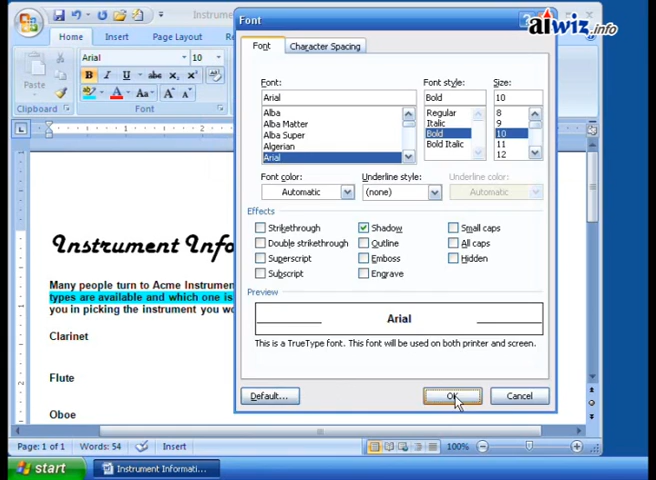 Instrument
Font
alwiz.info
Home Insert Page Layout
Arial 10
B I U abc
Paste
Clipboard Font
Font Character Spacing
Font: Font style: Size:
Arial Bold 10
Alba
Alba Matter
Alba Super
Algerian
Arial
Regular
Italic
Bold
Bold Italic
8
9
10
11
12
Font color: Underline style: Underline color:
Automatic (none) Automatic
Effects
Strikethrough Shadow Small caps
Double strikethrough Outline All caps
Superscript Emboss Hidden
Subscript Engrave
Preview
Arial
This is a TrueType font. This font will be used on both printer and screen.
Default... OK Cancel
Instrument Info
Many people turn to Acme Instrument
types are available and which one is
you in picking the instrument you wo
Clarinet
Flute
Oboe
Page: 1 of 1 Words: 54 Insert 100%
start Instrument Informati...